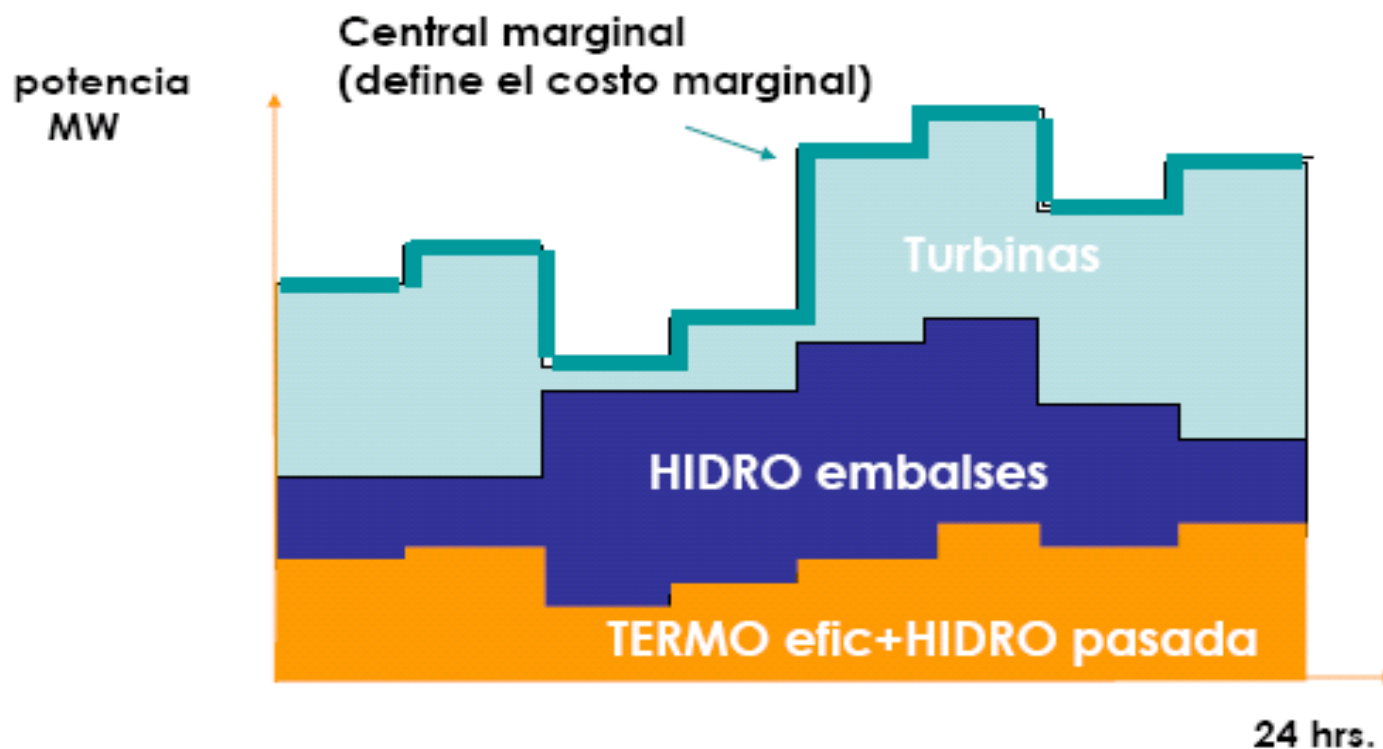 Central marginal
(define el costo marginal)
potencia
MW
Turbinas
HIDRO embalses
TERMO efic+HIDRO pasada
24 hrs.